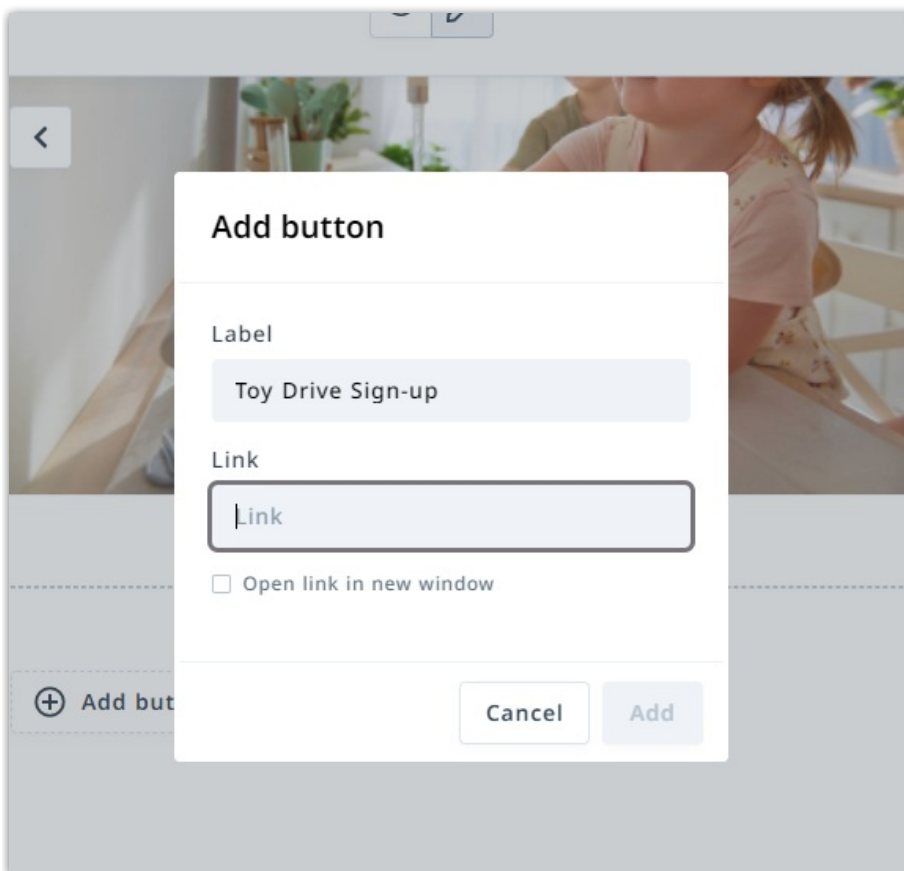 Add button
Label
Toy Drive Sign-up
Link
Link
Open link in new window
Add but
Cancel
Add